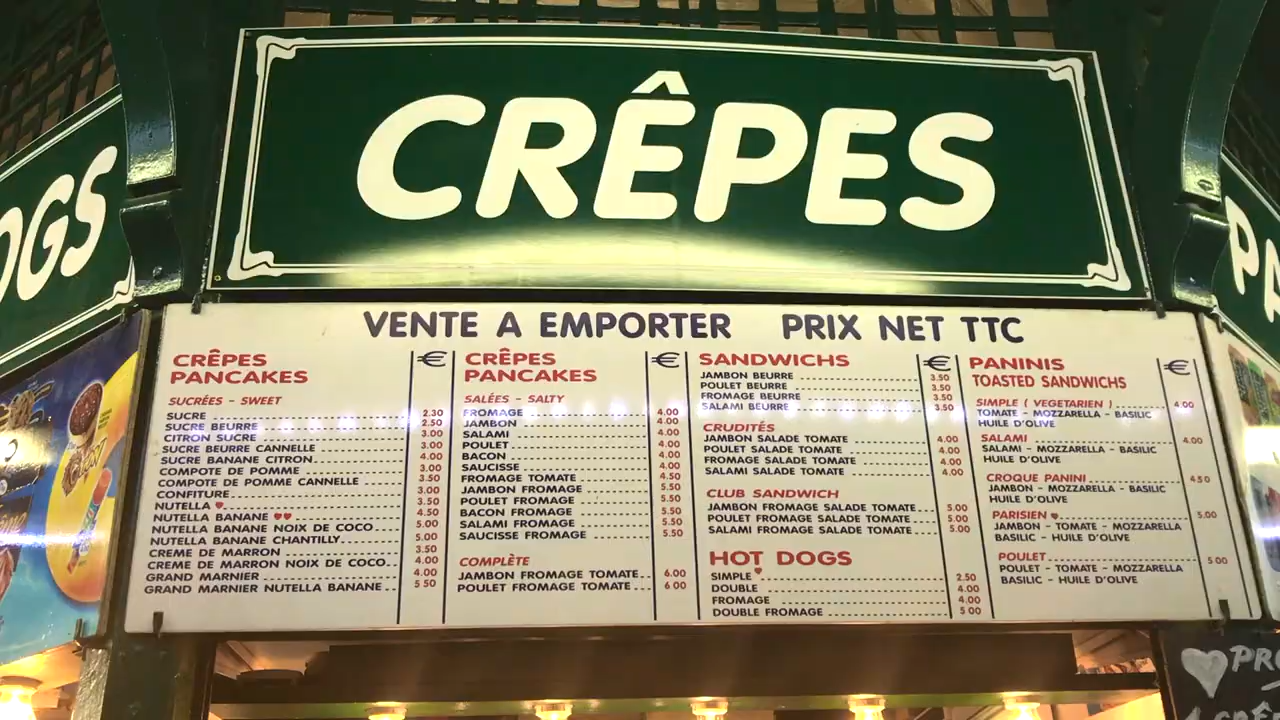 CRÊPES
OGS
PA
VENTE A EMPORTER PRIX NET TTC
CRÊPES
PANCAKES
€
SUCRÉES - SWEET
SUCRE 2.30
SUCRE BEURRE 2.50
CITRON SUCRE 3.00
SUCRE BEURRE CANNELLE 3.00
SUCRE BANANE CITRON 4.00
COMPOTE DE POMME 3.00
COMPOTE DE POMME CANNELLE 3.50
CONFITURE 3.00
NUTELLA ♥ 3.50
NUTELLA BANANE ♥♥ 4.50
NUTELLA BANANE NOIX DE COCO 5.00
NUTELLA BANANE CHANTILLY 5.00
CREME DE MARRON 3.50
CREME DE MARRON NOIX DE COCO 4.00
GRAND MARNIER 4.00
GRAND MARNIER NUTELLA BANANE 5.50
CRÊPES
PANCAKES
€
SALÉES - SALTY
FROMAGE 4.00
JAMBON 4.00
SALAMI 4.00
POULET 4.00
BACON 4.00
SAUCISSE 4.00
FROMAGE TOMATE 4.50
JAMBON FROMAGE 5.50
POULET FROMAGE 5.50
BACON FROMAGE 5.50
SALAMI FROMAGE 5.50
SAUCISSE FROMAGE 5.50
COMPLÈTE
JAMBON FROMAGE TOMATE 6.00
POULET FROMAGE TOMATE 6.00
SANDWICHS
€
JAMBON BEURRE 3.50
POULET BEURRE 3.50
FROMAGE BEURRE 3.50
SALAMI BEURRE 3.50
CRUDITÉS
JAMBON SALADE TOMATE 4.00
POULET SALADE TOMATE 4.00
FROMAGE SALADE TOMATE 4.00
SALAMI SALADE TOMATE 4.00
CLUB SANDWICH
JAMBON FROMAGE SALADE TOMATE 5.00
POULET FROMAGE SALADE TOMATE 5.00
SALAMI FROMAGE SALADE TOMATE 5.00
HOT DOGS
SIMPLE ♥ 2.50
DOUBLE 4.00
FROMAGE 4.00
DOUBLE FROMAGE 5.00
PANINIS
TOASTED SANDWICHS
€
SIMPLE ( VEGETARIEN ) 4.00
TOMATE - MOZZARELLA - BASILIC
HUILE D'OLIVE
SALAMI 4.00
SALAMI - MOZZARELLA - BASILIC
HUILE D'OLIVE
CROQUE PANINI 4.50
JAMBON - MOZZARELLA - BASILIC
HUILE D'OLIVE
PARISIEN ♥ 5.00
JAMBON - TOMATE - MOZZARELLA
BASILIC - HUILE D'OLIVE
POULET 5.00
POULET - TOMATE - MOZZARELLA
BASILIC - HUILE D'OLIVE